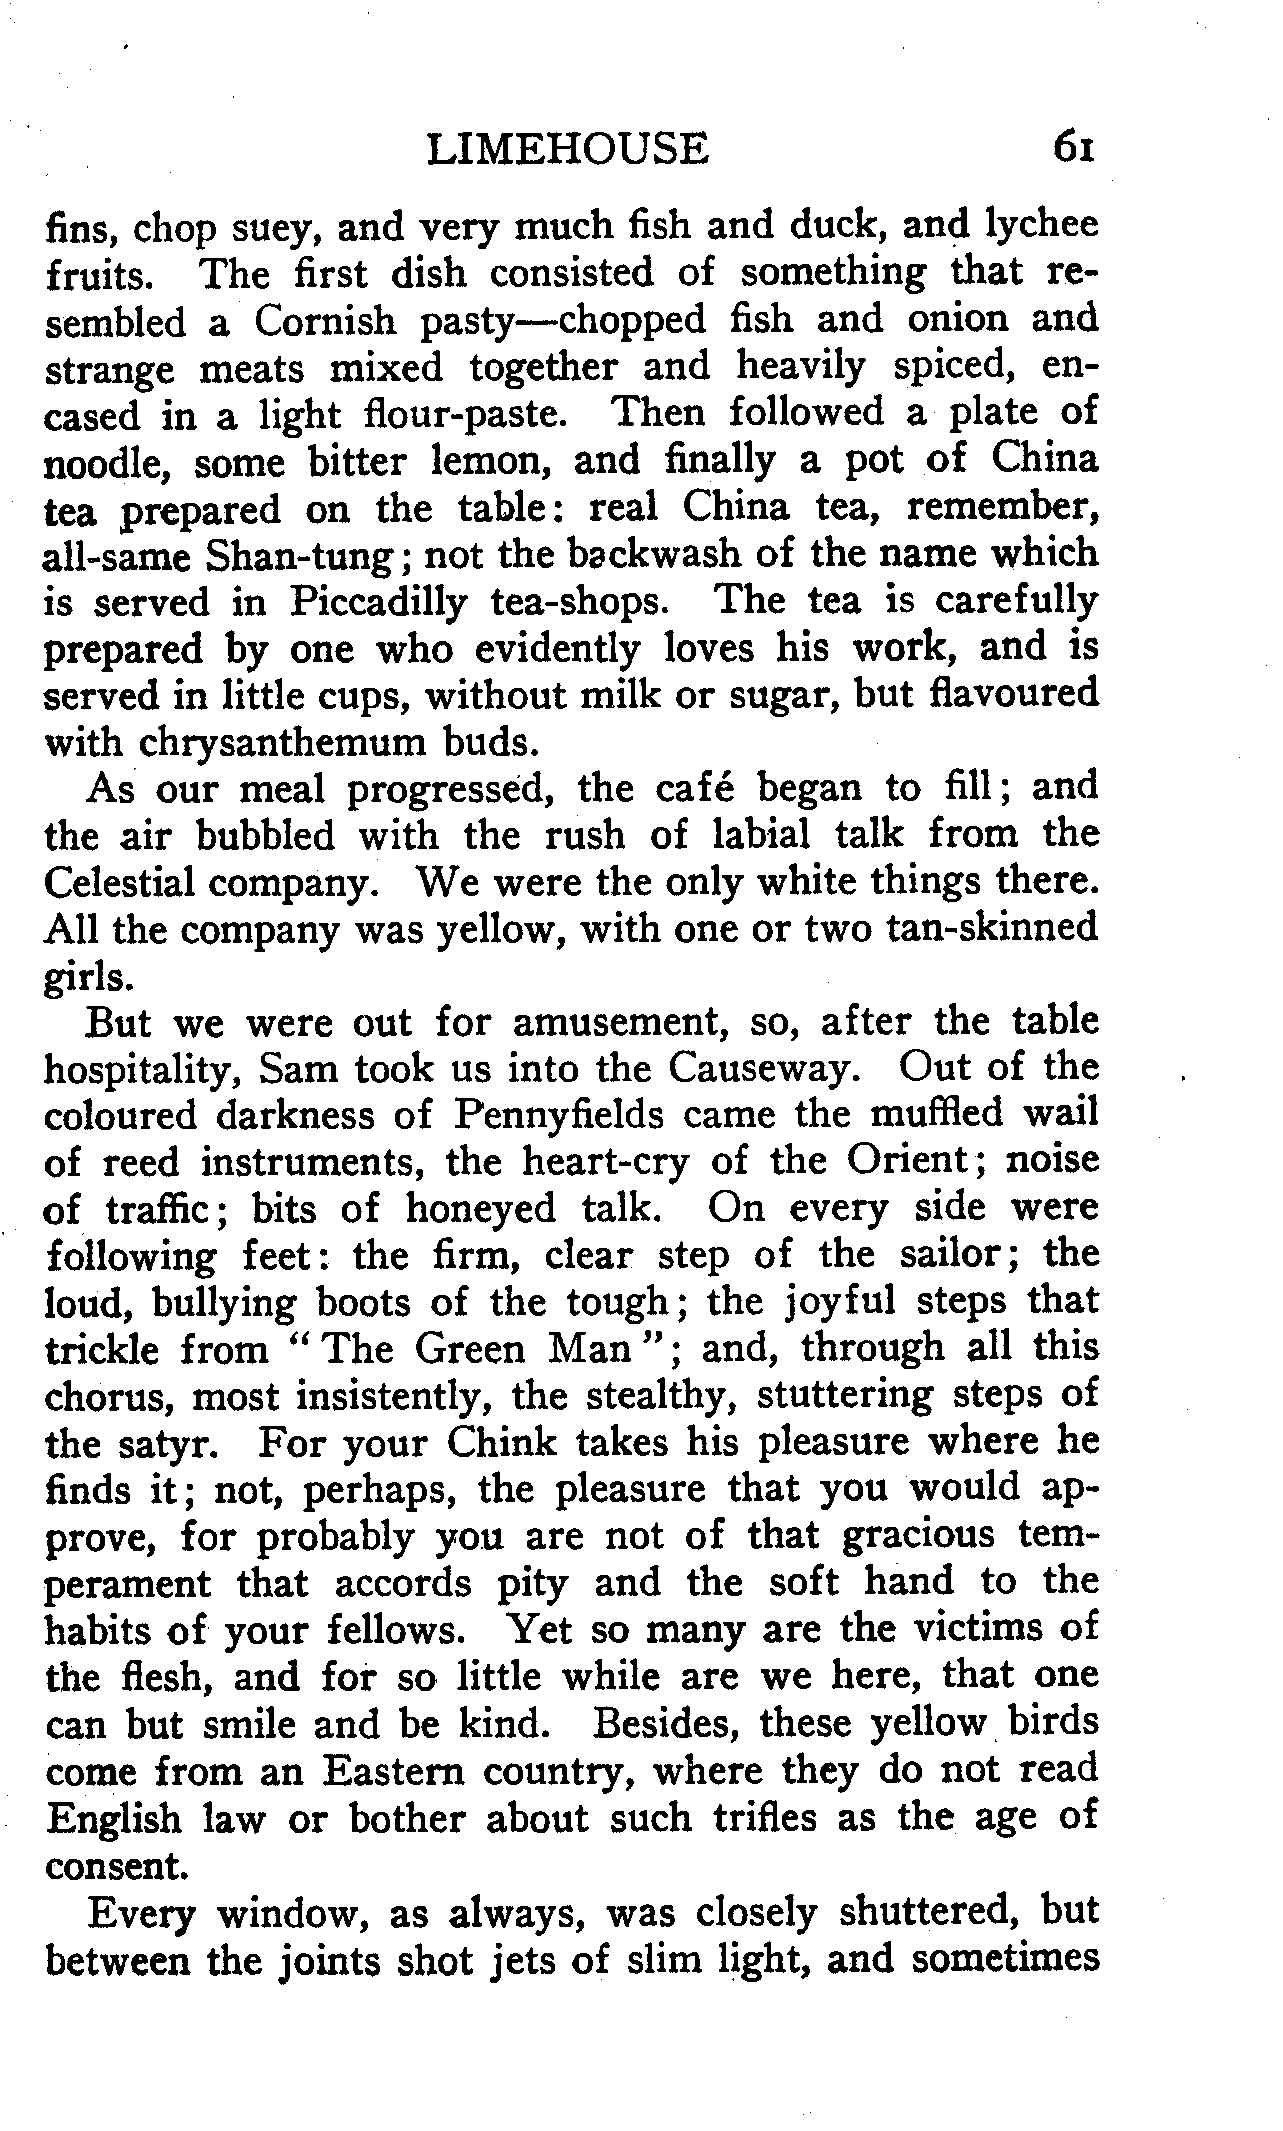 LIMEHOUSE 61
fins, chop suey, and very much fish and duck, and lychee
fruits. The first dish consisted of something that re-
sembled a Cornish pasty—chopped fish and onion and
strange meats mixed together and heavily spiced, en-
cased in a light flour-paste. Then followed a plate of
noodle, some bitter lemon, and finally a pot of China
tea prepared on the table: real China tea, remember,
all-same Shan-tung; not the backwash of the name which
is served in Piccadilly tea-shops. The tea is carefully
prepared by one who evidently loves his work, and is
served in little cups, without milk or sugar, but flavoured
with chrysanthemum buds.
As our meal progressed, the café began to fill; and
the air bubbled with the rush of labial talk from the
Celestial company. We were the only white things there.
All the company was yellow, with one or two tan-skinned
girls.
But we were out for amusement, so, after the table
hospitality, Sam took us into the Causeway. Out of the
coloured darkness of Pennyfields came the muffled wail
of reed instruments, the heart-cry of the Orient; noise
of traffic; bits of honeyed talk. On every side were
following feet: the firm, clear step of the sailor; the
loud, bullying boots of the tough; the joyful steps that
trickle from "The Green Man"; and, through all this
chorus, most insistently, the stealthy, stuttering steps of
the satyr. For your Chink takes his pleasure where he
finds it; not, perhaps, the pleasure that you would ap-
prove, for probably you are not of that gracious tem-
perament that accords pity and the soft hand to the
habits of your fellows. Yet so many are the victims of
the flesh, and for so little while are we here, that one
can but smile and be kind. Besides, these yellow birds
come from an Eastern country, where they do not read
English law or bother about such trifles as the age of
consent.
Every window, as always, was closely shuttered, but
between the joints shot jets of slim light, and sometimes